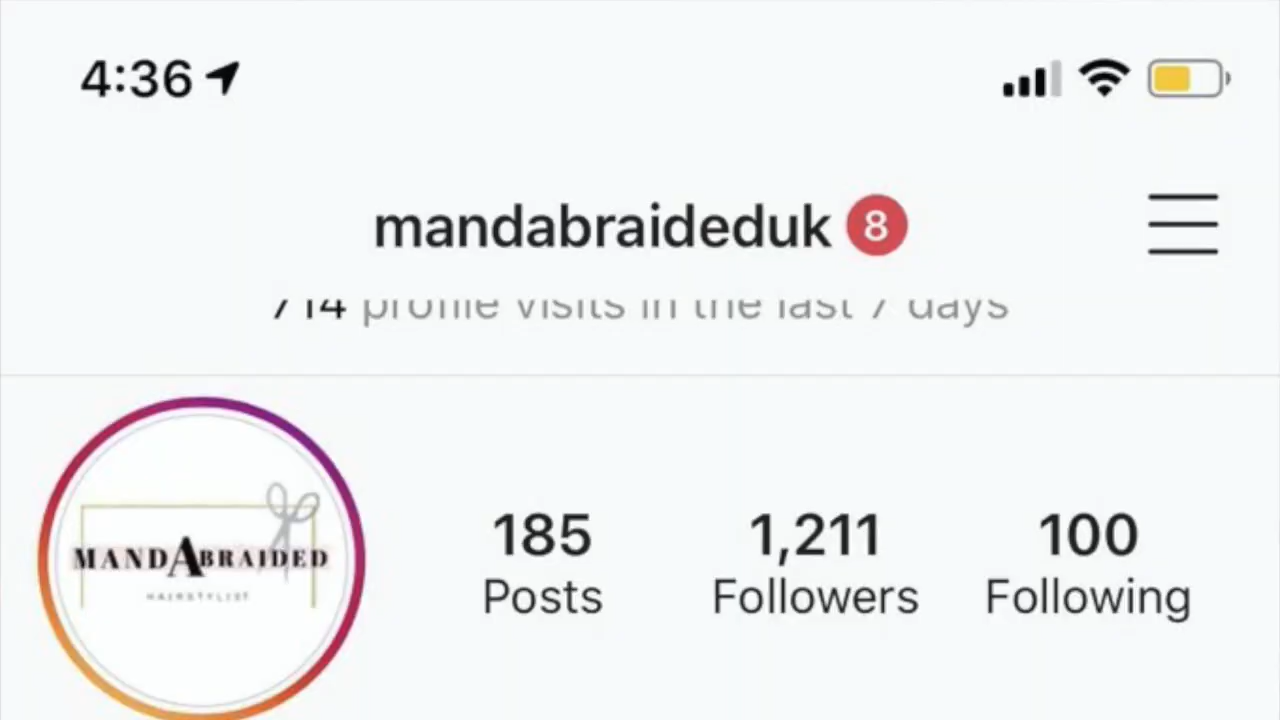 4:36
mandabraideduk 8
714 profile visits in the last 7 days
185 1,211 100
Posts Followers Following
MANDABRAIDED
HAIRSTYLIST